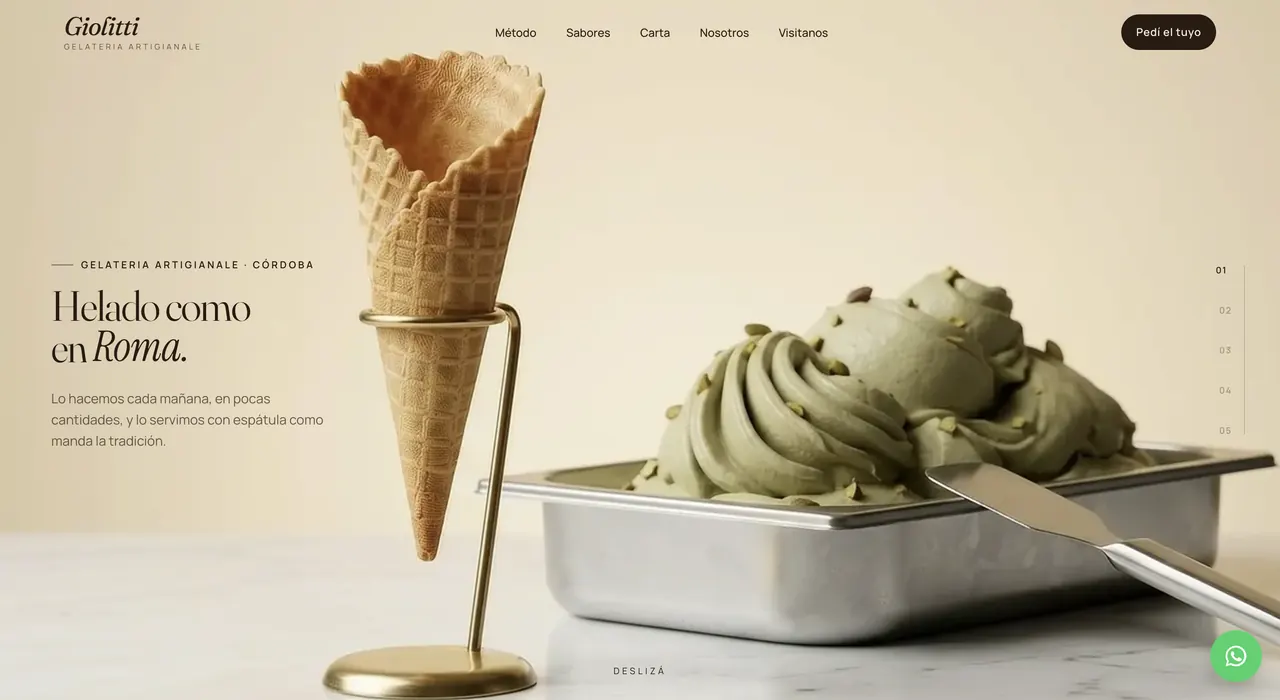 Giolitti
GELATERIA ARTIGIANALE
Método
Sabores
Carta
Nosotros
Visitanos
Pedí el tuyo
GELATERIA ARTIGIANALE · CÓRDOBA
Helado como
en Roma.
Lo hacemos cada mañana, en pocas
cantidades, y lo servimos con espátula como
manda la tradición.
01
02
03
04
05
DESLIZÁ